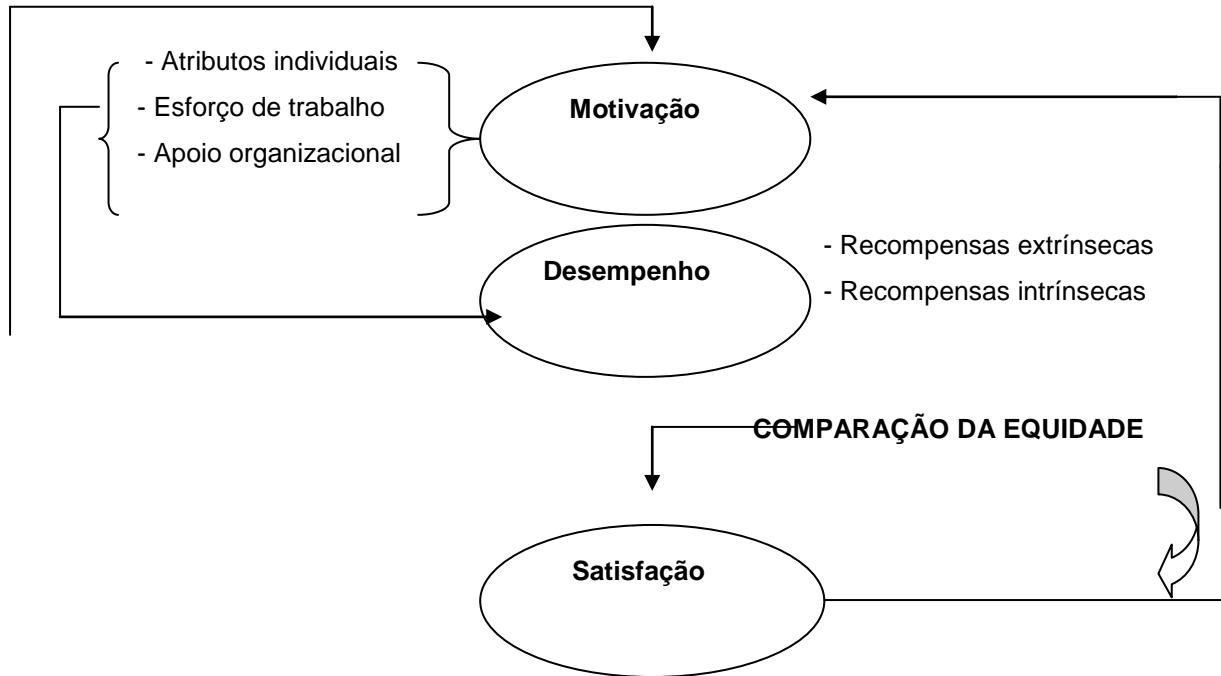 - Atributos individuais
- Esforço de trabalho
- Apoio organizacional
Motivação
Desempenho
- Recompensas extrínsecas
- Recompensas intrínsecas
COMPARAÇÃO DA EQUIDADE
Satisfação